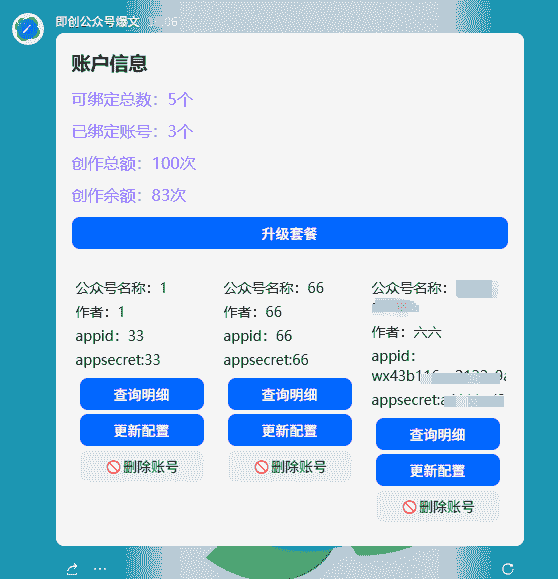 即创公众号爆文
账户信息
可绑定总数：5个
已绑定账号：3个
创作总额：100次
创作余额：83次
升级套餐
公众号名称：1
作者：1
appid：33
appsecret:33
查询明细
更新配置
删除账号
公众号名称：66
作者：66
appid：66
appsecret:66
查询明细
更新配置
删除账号
公众号名称：
作者：六六
appid：
wx43b11
appsecret:
查询明细
更新配置
删除账号